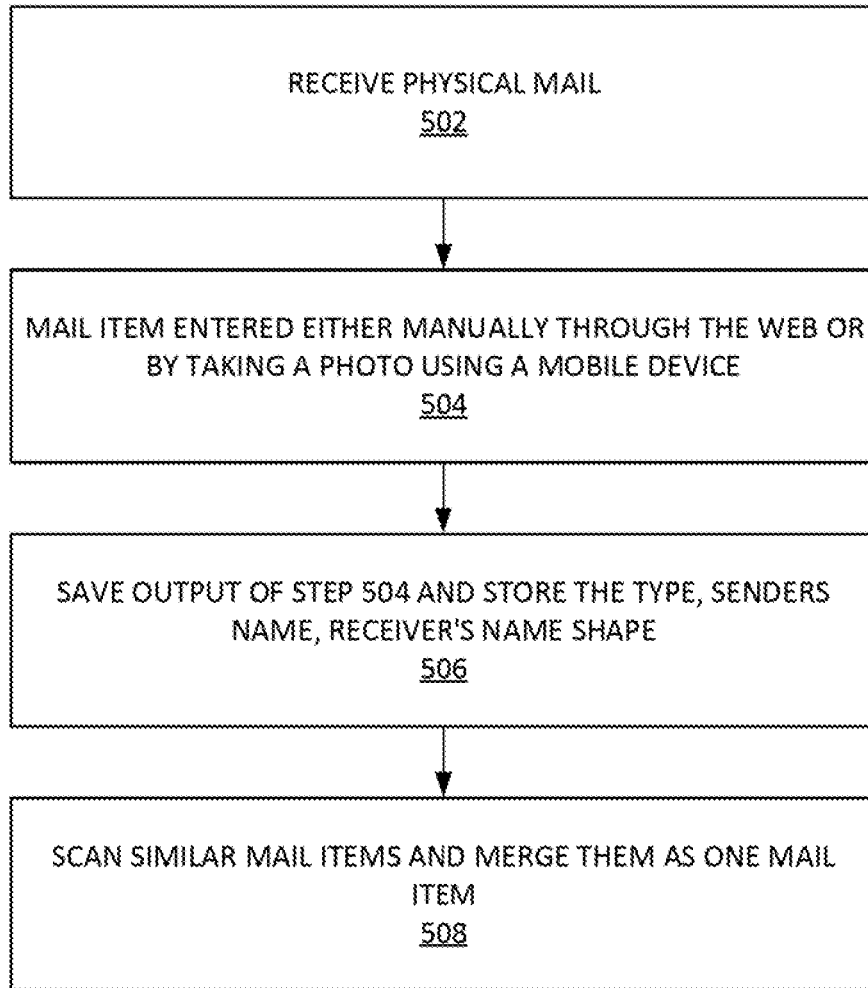 RECEIVE PHYSICAL MAIL
502
MAIL ITEM ENTERED EITHER MANUALLY THROUGH THE WEB OR
BY TAKING A PHOTO USING A MOBILE DEVICE
504
SAVE OUTPUT OF STEP 504 AND STORE THE TYPE, SENDERS
NAME, RECEIVER'S NAME SHAPE
506
SCAN SIMILAR MAIL ITEMS AND MERGE THEM AS ONE MAIL
ITEM
508